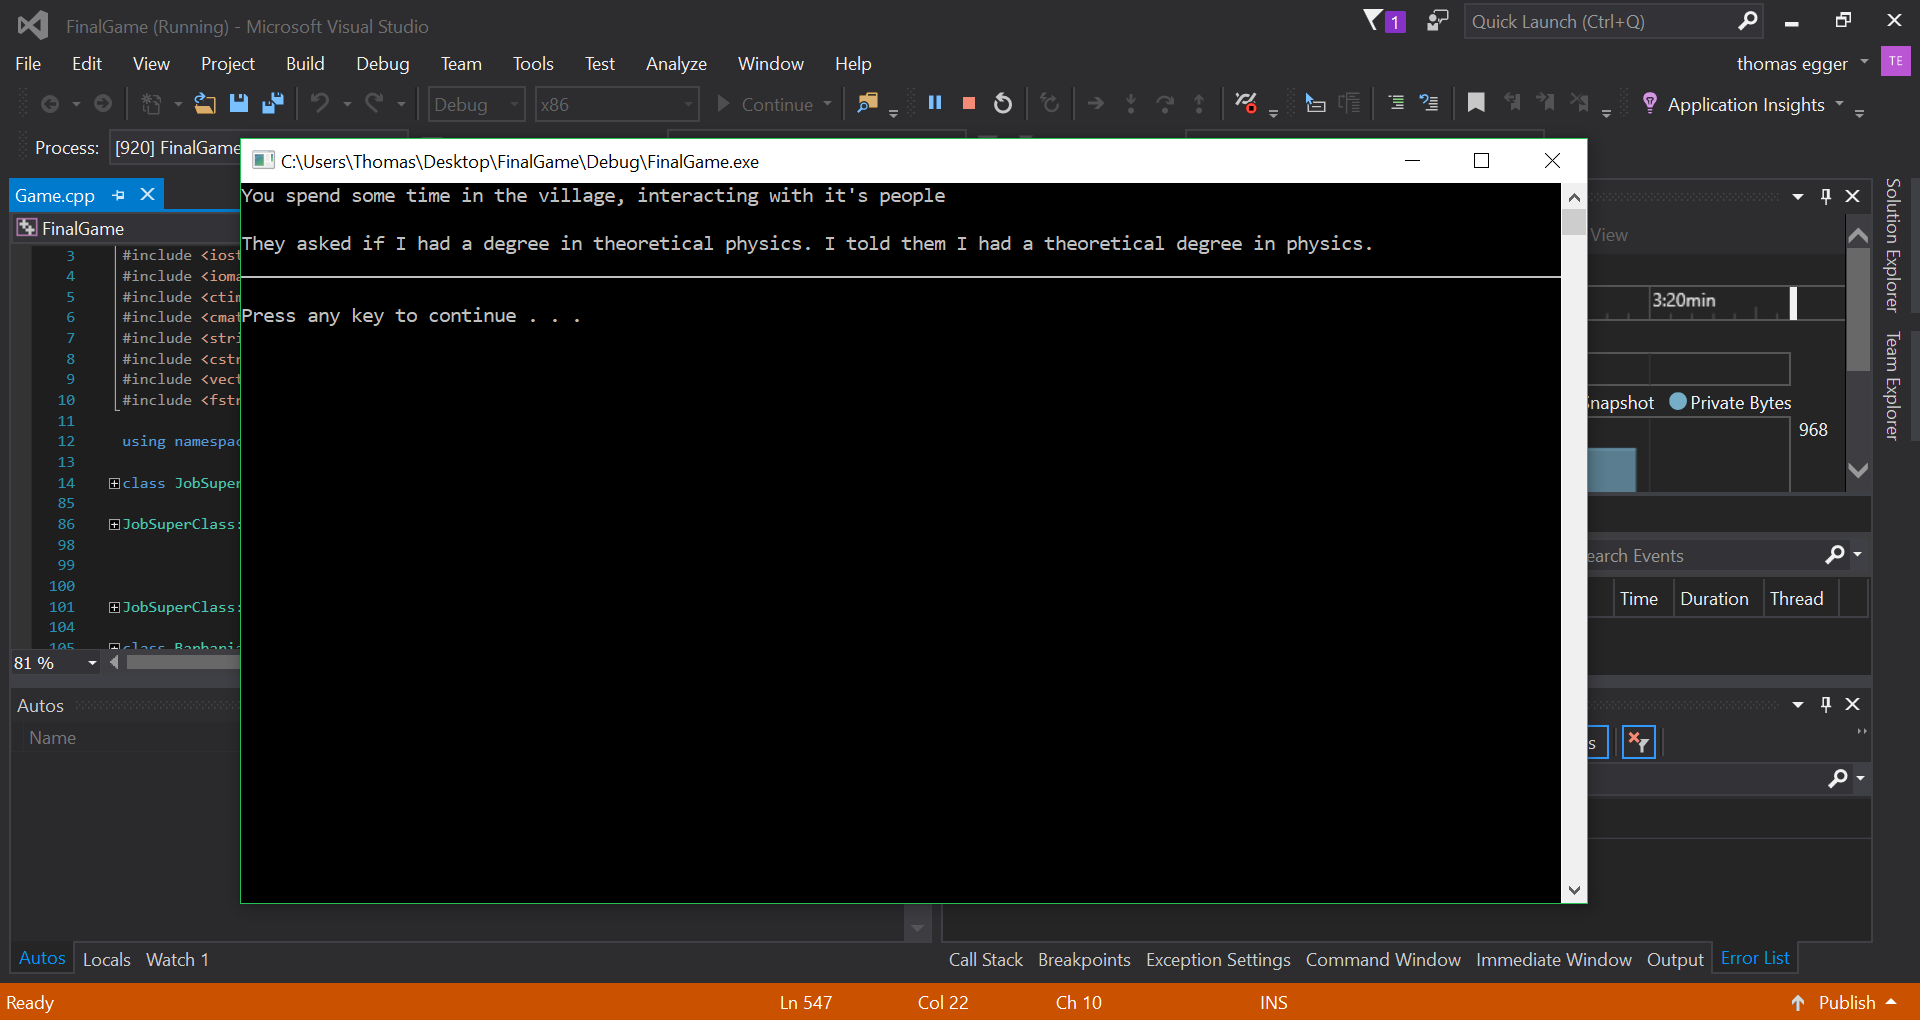 FinalGame (Running) - Microsoft Visual Studio
1
Quick Launch (Ctrl+Q)
File Edit View Project Build Debug Team Tools Test Analyze Window Help
thomas egger TE
Debug x86 Continue Application Insights
Process: [920] FinalGame
C:\Users\Thomas\Desktop\FinalGame\Debug\FinalGame.exe
Game.cpp
FinalGame
You spend some time in the village, interacting with it's people
They asked if I had a degree in theoretical physics. I told them I had a theoretical degree in physics.
Press any key to continue . . .
3 #include <iost
4 #include <ioma
5 #include <ctim
6 #include <cmat
7 #include <stri
8 #include <cstr
9 #include <vect
10 #include <fstr
11
12 using namespac
13
14 class JobSuper
85
86 JobSuperClass:
98
99
100
101 JobSuperClass:
104
105 class Barbaria
81 %
View
3:20min
Snapshot Private Bytes
968
earch Events
Time Duration Thread
Solution Explorer
Team Explorer
Autos
Name
s
Autos Locals Watch 1
Call Stack Breakpoints Exception Settings Command Window Immediate Window Output Error List
Ready Ln 547 Col 22 Ch 10 INS Publish